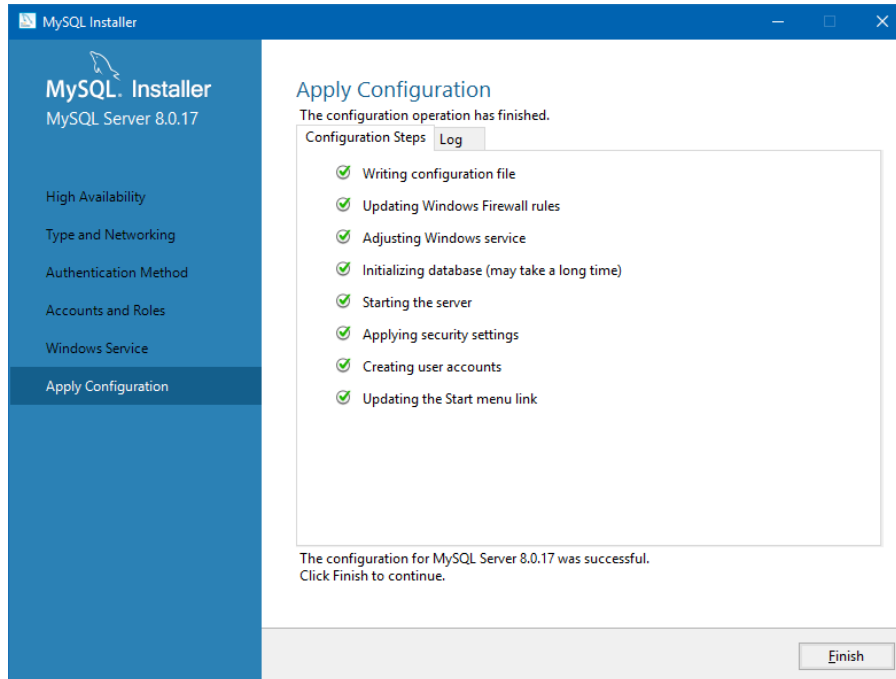 MySQL Installer
MySQL. Installer
MySQL Server 8.0.17
High Availability
Type and Networking
Authentication Method
Accounts and Roles
Windows Service
Apply Configuration
Apply Configuration
The configuration operation has finished.
Configuration Steps Log
Writing configuration file
Updating Windows Firewall rules
Adjusting Windows service
Initializing database (may take a long time)
Starting the server
Applying security settings
Creating user accounts
Updating the Start menu link
The configuration for MySQL Server 8.0.17 was successful.
Click Finish to continue.
Finish